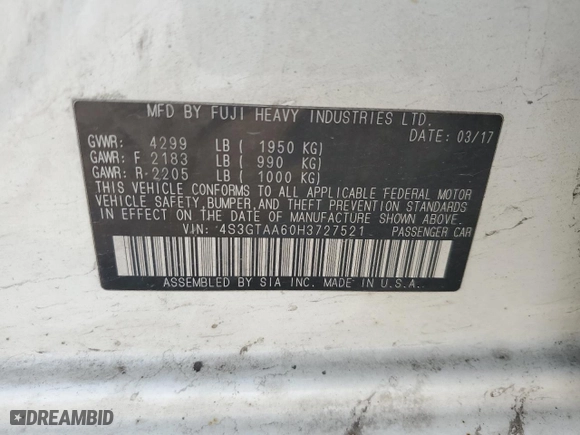 MFD BY FUJI HEAVY INDUSTRIES LTD.
DATE: 03/17
GVWR: 4299 LB ( 1950 KG)
GAWR: F 2183 LB ( 990 KG)
GAWR: R 2205 LB ( 1000 KG)
THIS VEHICLE CONFORMS TO ALL APPLICABLE FEDERAL MOTOR
VEHICLE SAFETY, BUMPER, AND THEFT PREVENTION STANDARDS
IN EFFECT ON THE DATE OF MANUFACTURE SHOWN ABOVE.
VIN: 4S3GTAA60H3727521 PASSENGER CAR
ASSEMBLED BY SIA INC. MADE IN U.S.A.
DREAMBID